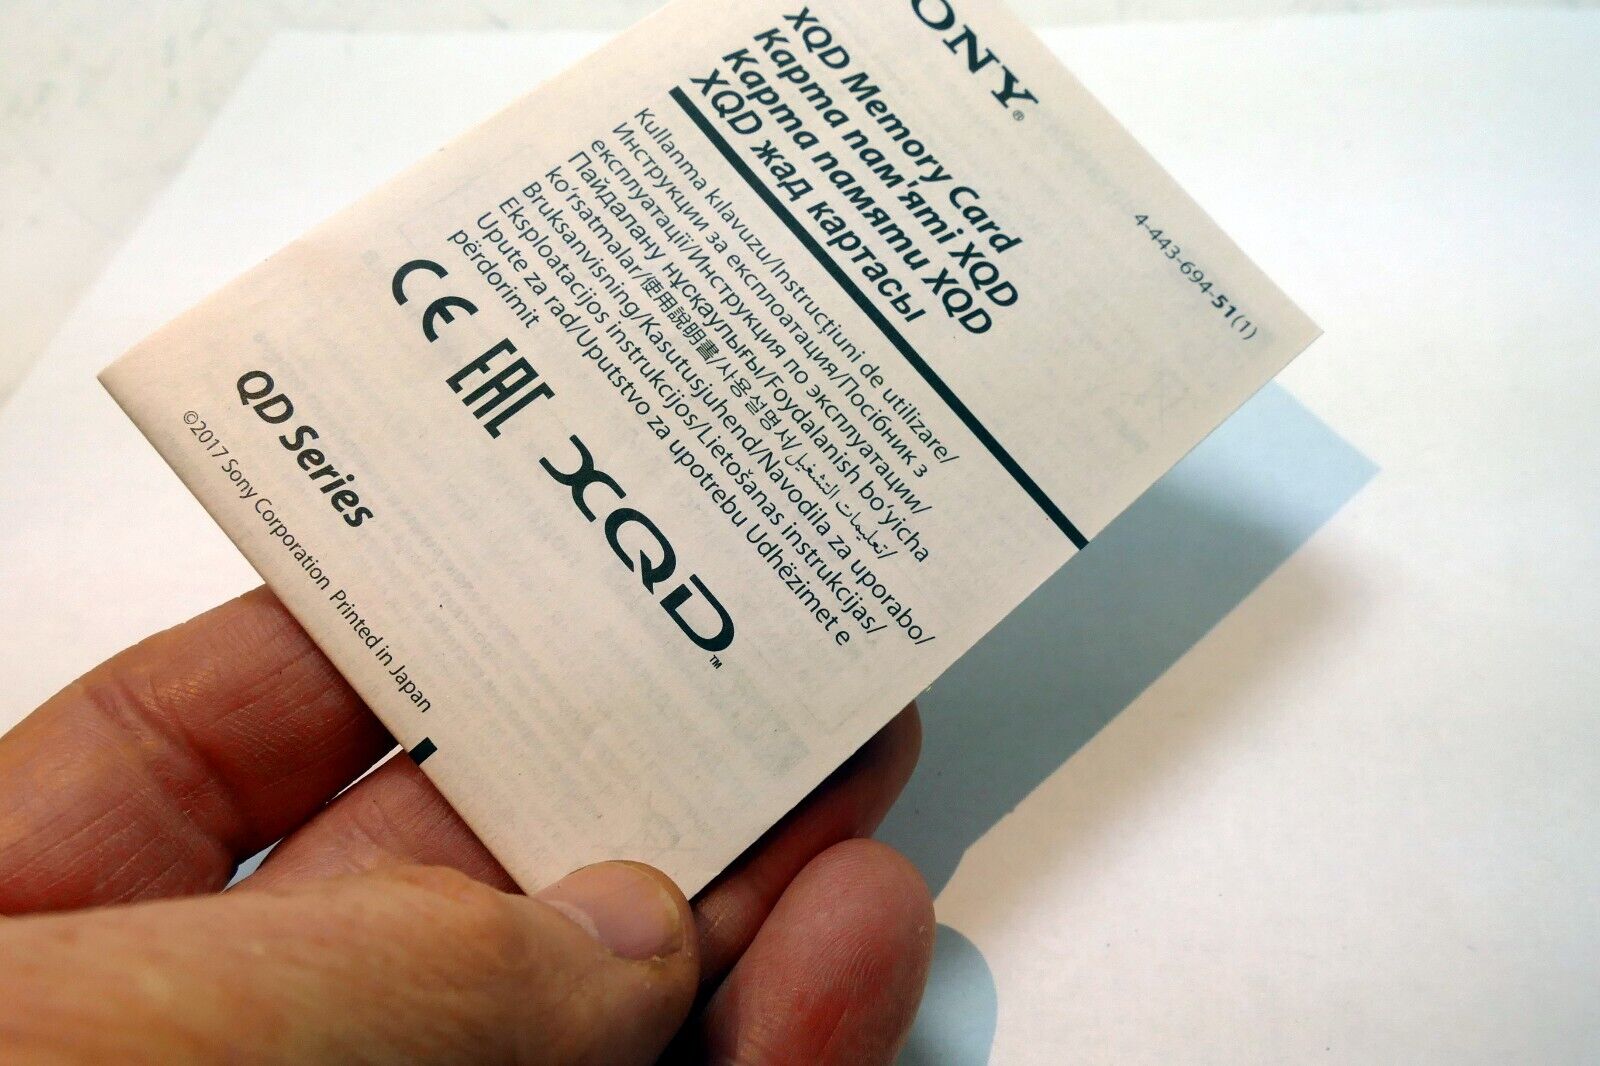 ONY®
4-443-694-51(1)
XQD Memory Card
Карта пам'яті XQD
Карта памяти XQD
XQD жад картасы
Kullanma kılavuzu/Instrucțiuni de utilizare/
Инструкции за експлоатация/Посібник з
експлуатації/Инструкция по эксплуатации/
Пайдалану нұсқаулығы/Foydalanish bo'yicha
ko'rsatmalar/使用說明書/사용설명서/تعليمات التشغيل/
Bruksanvisning/Kasutusjuhend/Navodila za uporabo/
Eksploatacijos instrukcijos/Lietošanas instrukcijas/
Upute za rad/Uputstvo za upotrebu Udhëzimet e
përdorimit
CE EAC XQD™
QD Series
©2017 Sony Corporation Printed in Japan